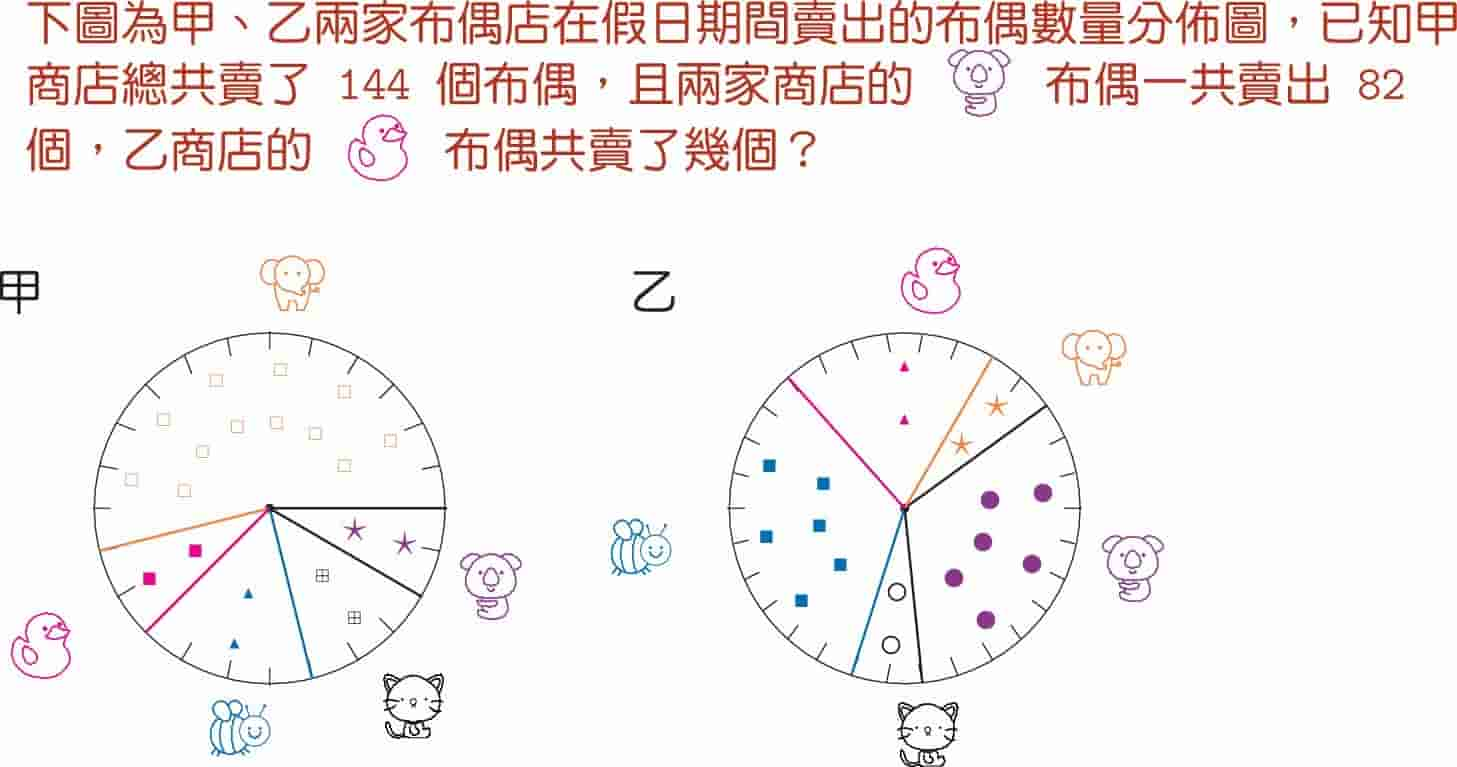 下圖為甲、乙兩家布偶店在假日期間賣出的布偶數量分佈圖，已知甲
商店總共賣了 144 個布偶，且兩家商店的 布偶一共賣出 82
個，乙商店的 布偶共賣了幾個？
甲 乙